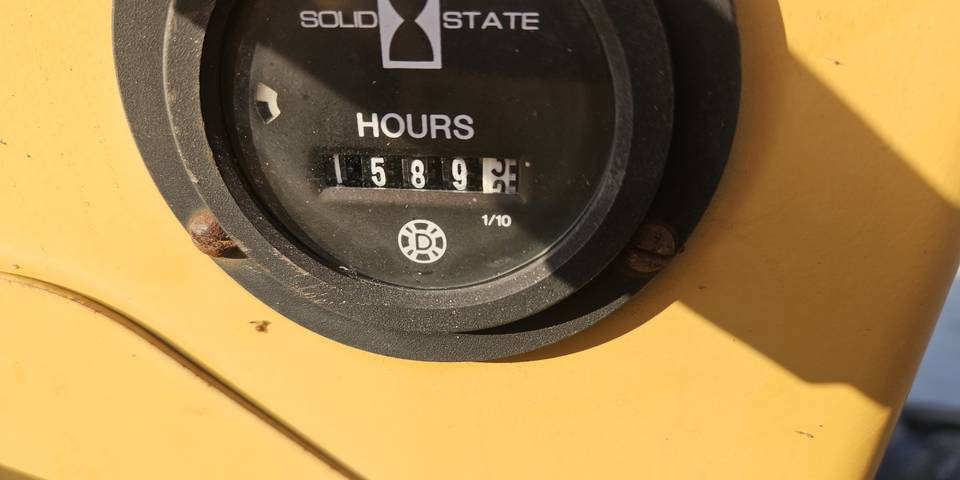 SOLID STATE
HOURS
1589
1/10
D